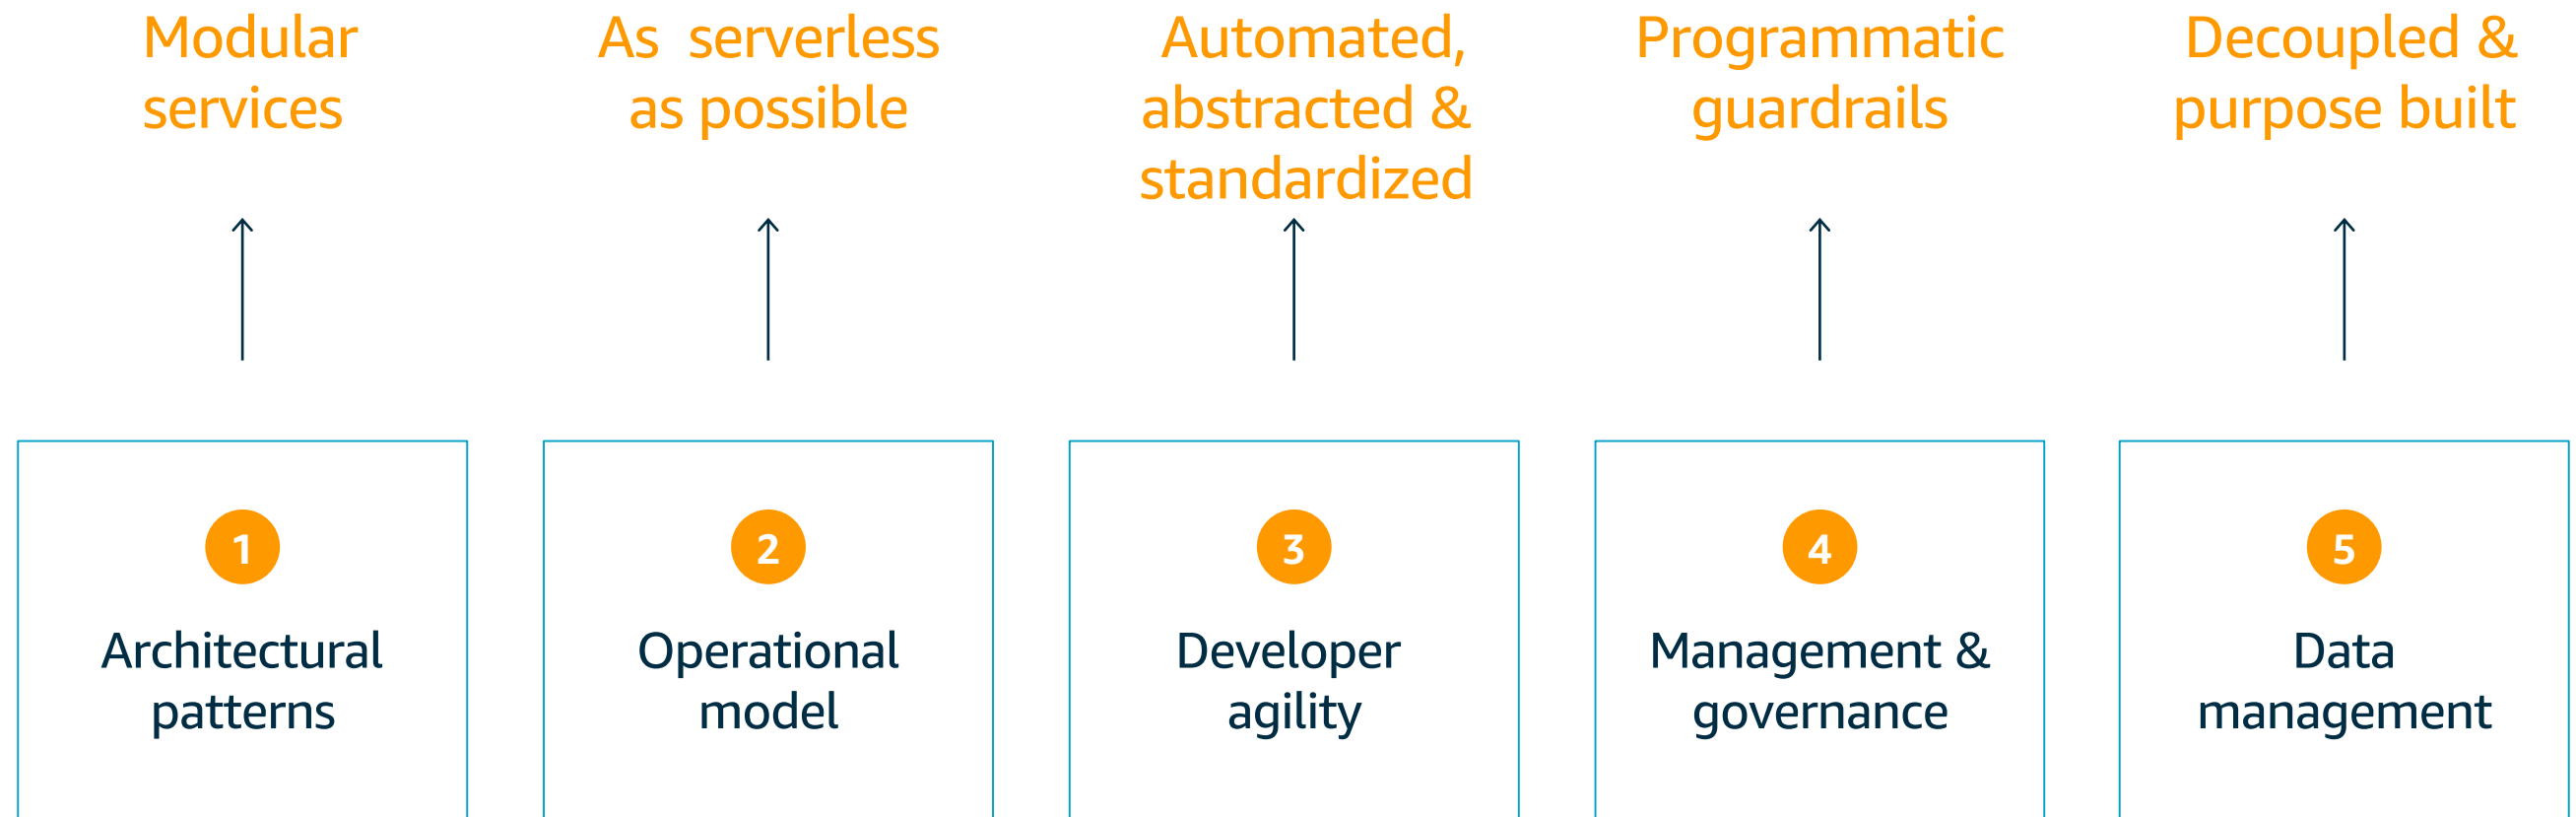 Modular
services
As serverless
as possible
Automated,
abstracted &
standardized
Programmatic
guardrails
Decoupled &
purpose built
1
Architectural
patterns
2
Operational
model
3
Developer
agility
4
Management &
governance
5
Data
management